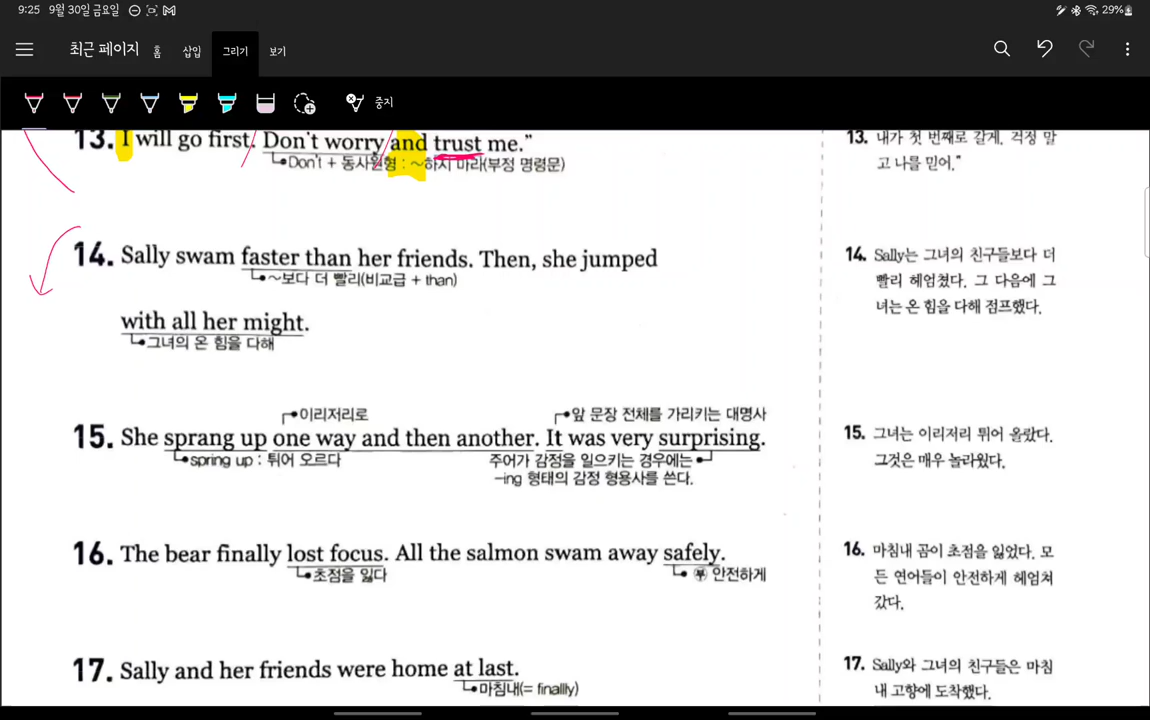 9:25 9월 30일 금요일 29%
최근 페이지 홈 삽입 그리기 보기
중지
13. I will go first. Don't worry and trust me."
Don't + 동사원형 : ~하지 마라(부정 명령문)
13. 내가 첫 번째로 갈게. 걱정 말
고 나를 믿어."
14. Sally swam faster than her friends. Then, she jumped
~보다 더 빨리(비교급 + than)
with all her might.
그녀의 온 힘을 다해
14. Sally는 그녀의 친구들보다 더
빨리 헤엄쳤다. 그 다음에 그
녀는 온 힘을 다해 점프했다.
이리저리로 앞 문장 전체를 가리키는 대명사
15. She sprang up one way and then another. It was very surprising.
spring up : 튀어 오르다 주어가 감정을 일으키는 경우에는
-ing 형태의 감정 형용사를 쓴다.
15. 그녀는 이리저리 튀어 올랐다.
그것은 매우 놀라웠다.
16. The bear finally lost focus. All the salmon swam away safely.
초점을 잃다 부 안전하게
16. 마침내 곰이 초점을 잃었다. 모
든 연어들이 안전하게 헤엄쳐
갔다.
17. Sally and her friends were home at last.
마침내(= finallly)
17. Sally와 그녀의 친구들은 마침
내 고향에 도착했다.